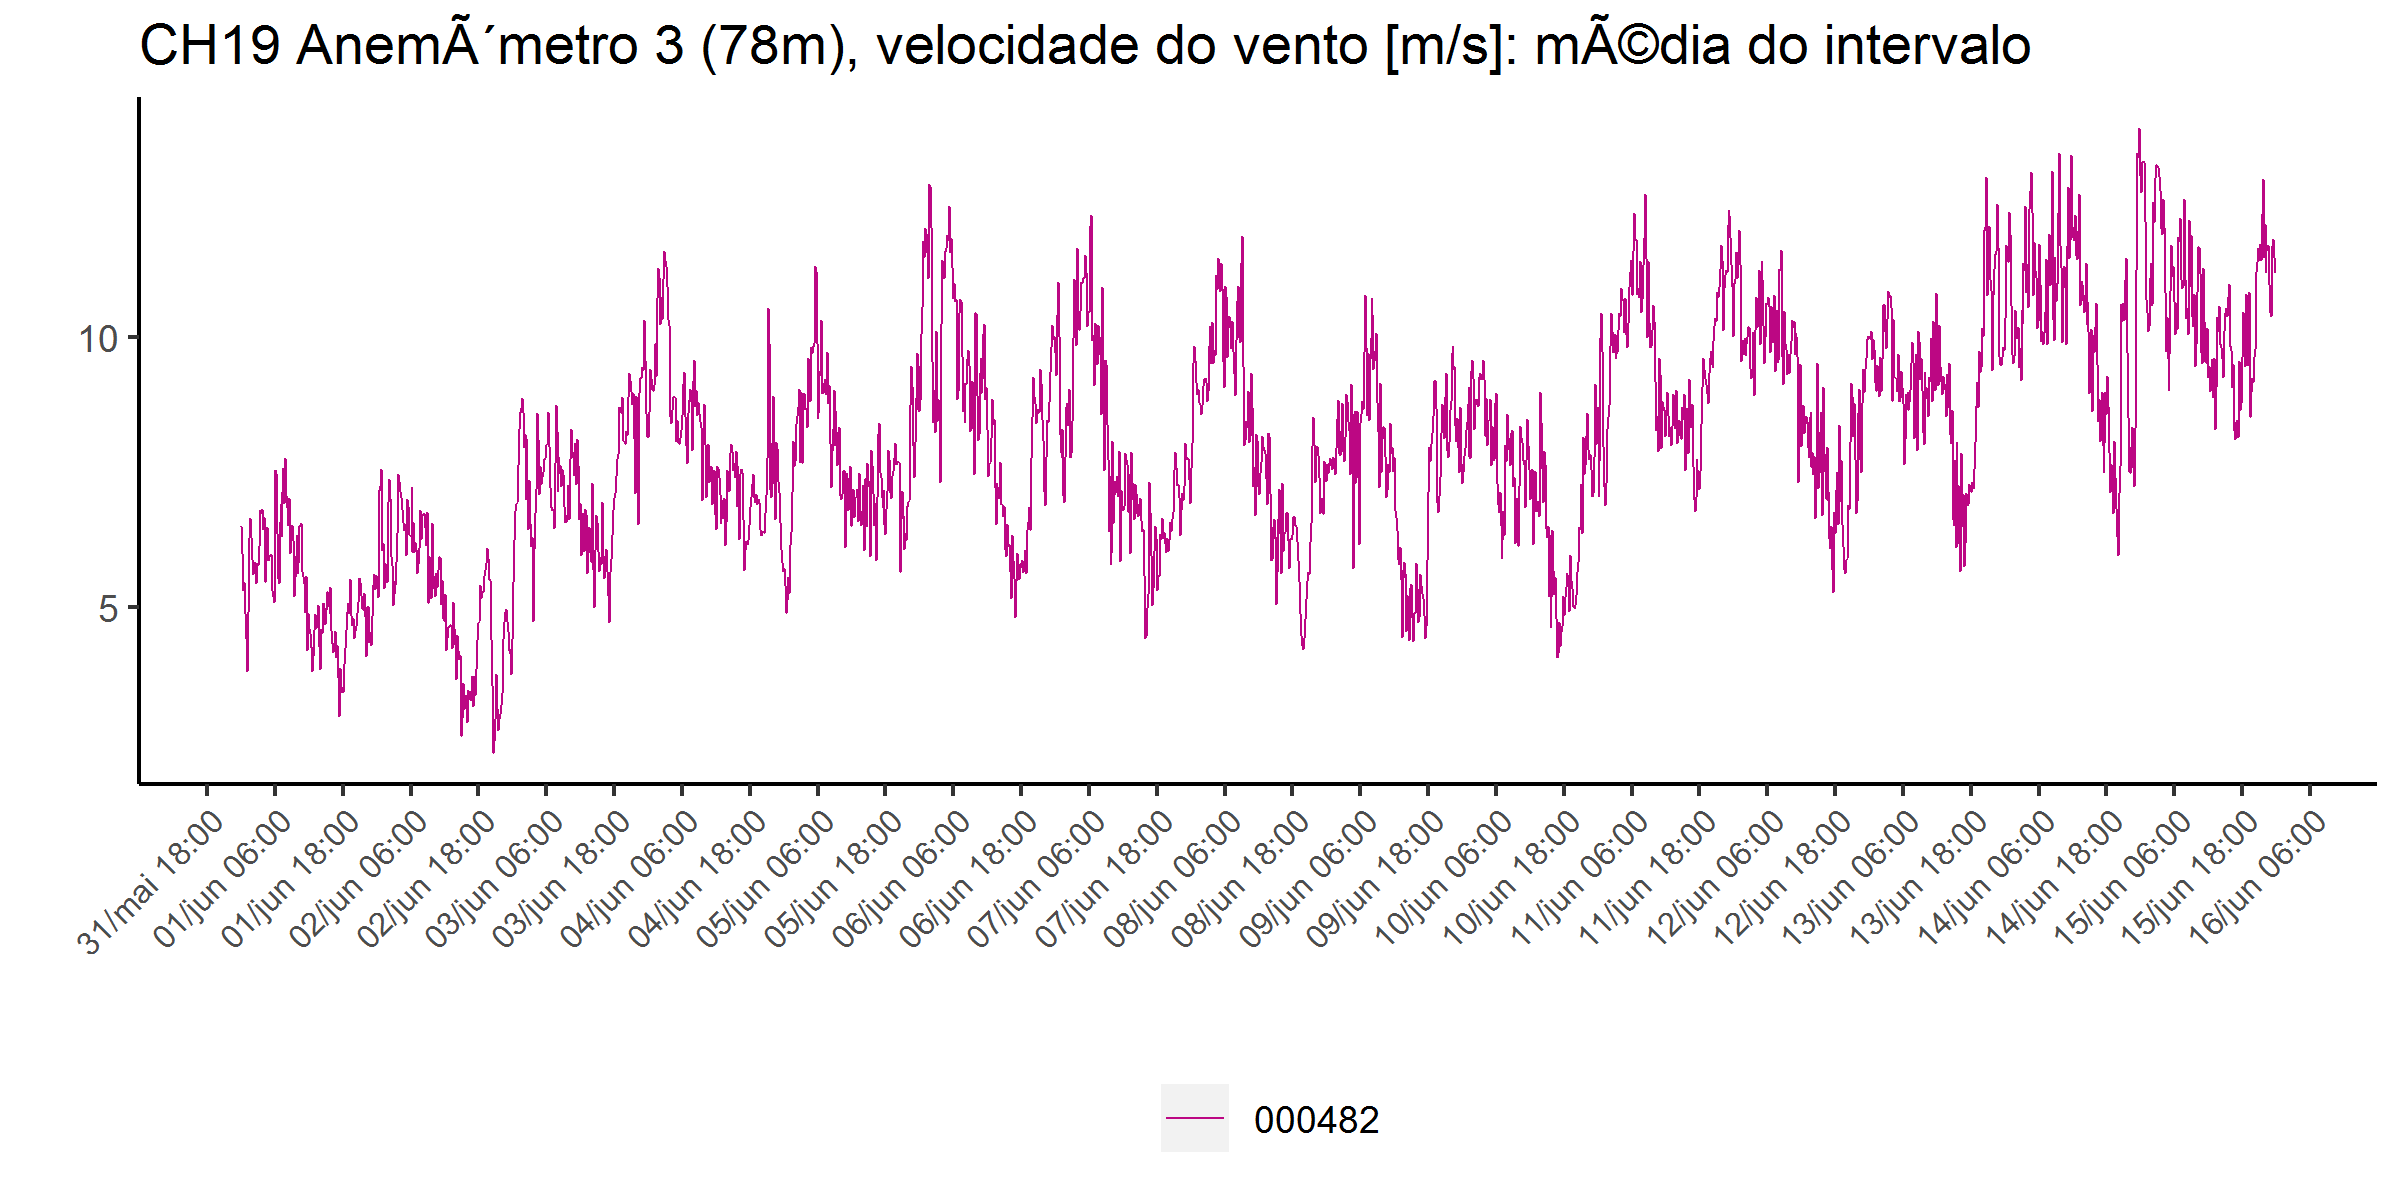 CH19 AnemÃ´metro 3 (78m), velocidade do vento [m/s]: mÃ©dia do intervalo
10
5
31/mai 18:00
01/jun 06:00
01/jun 18:00
02/jun 06:00
02/jun 18:00
03/jun 06:00
03/jun 18:00
04/jun 06:00
04/jun 18:00
05/jun 06:00
05/jun 18:00
06/jun 06:00
06/jun 18:00
07/jun 06:00
07/jun 18:00
08/jun 06:00
08/jun 18:00
09/jun 06:00
09/jun 18:00
10/jun 06:00
10/jun 18:00
11/jun 06:00
11/jun 18:00
12/jun 06:00
12/jun 18:00
13/jun 06:00
13/jun 18:00
14/jun 06:00
14/jun 18:00
15/jun 06:00
15/jun 18:00
16/jun 06:00
000482